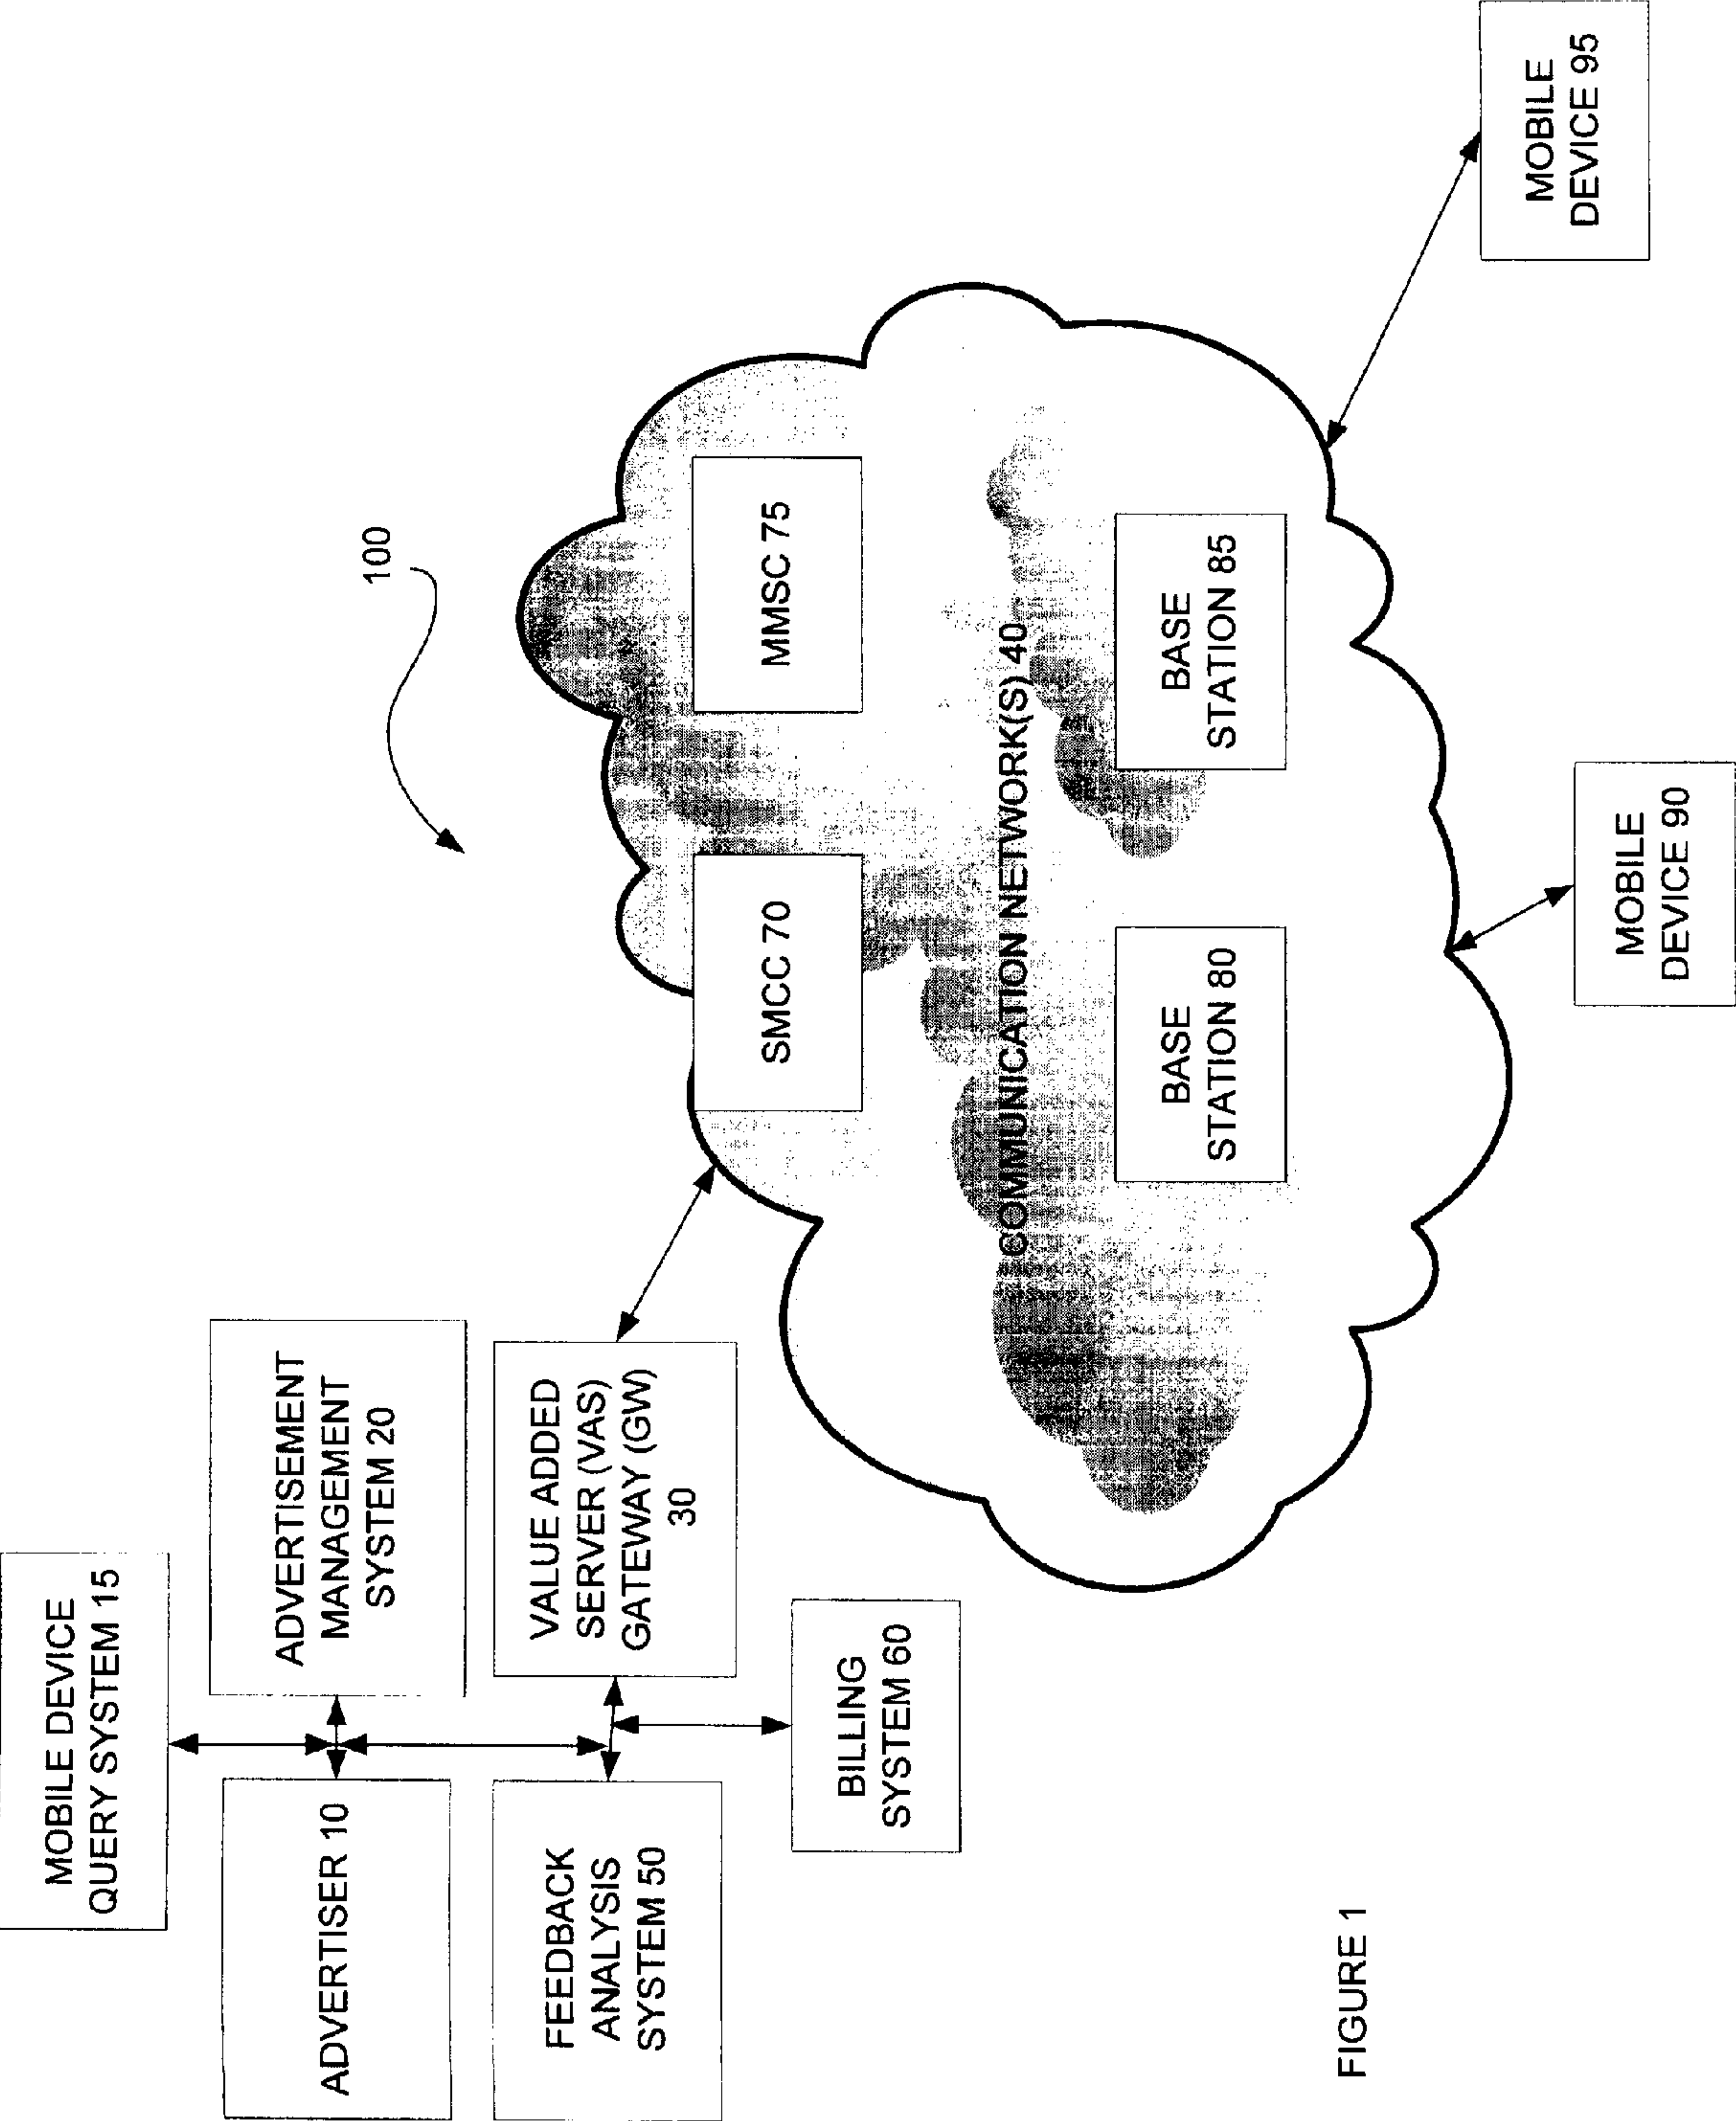 MOBILE DEVICE
QUERY SYSTEM 15
ADVERTISER 10
ADVERTISEMENT
MANAGEMENT
SYSTEM 20
100
FEEDBACK
ANALYSIS
SYSTEM 50
VALUE ADDED
SERVER (VAS)
GATEWAY (GW)
30
BILLING
SYSTEM 60
SMCC 70
MMSC 75
COMMUNICATION NETWORK(S) 40
BASE
STATION 80
BASE
STATION 85
MOBILE
DEVICE 90
MOBILE
DEVICE 95
FIGURE 1